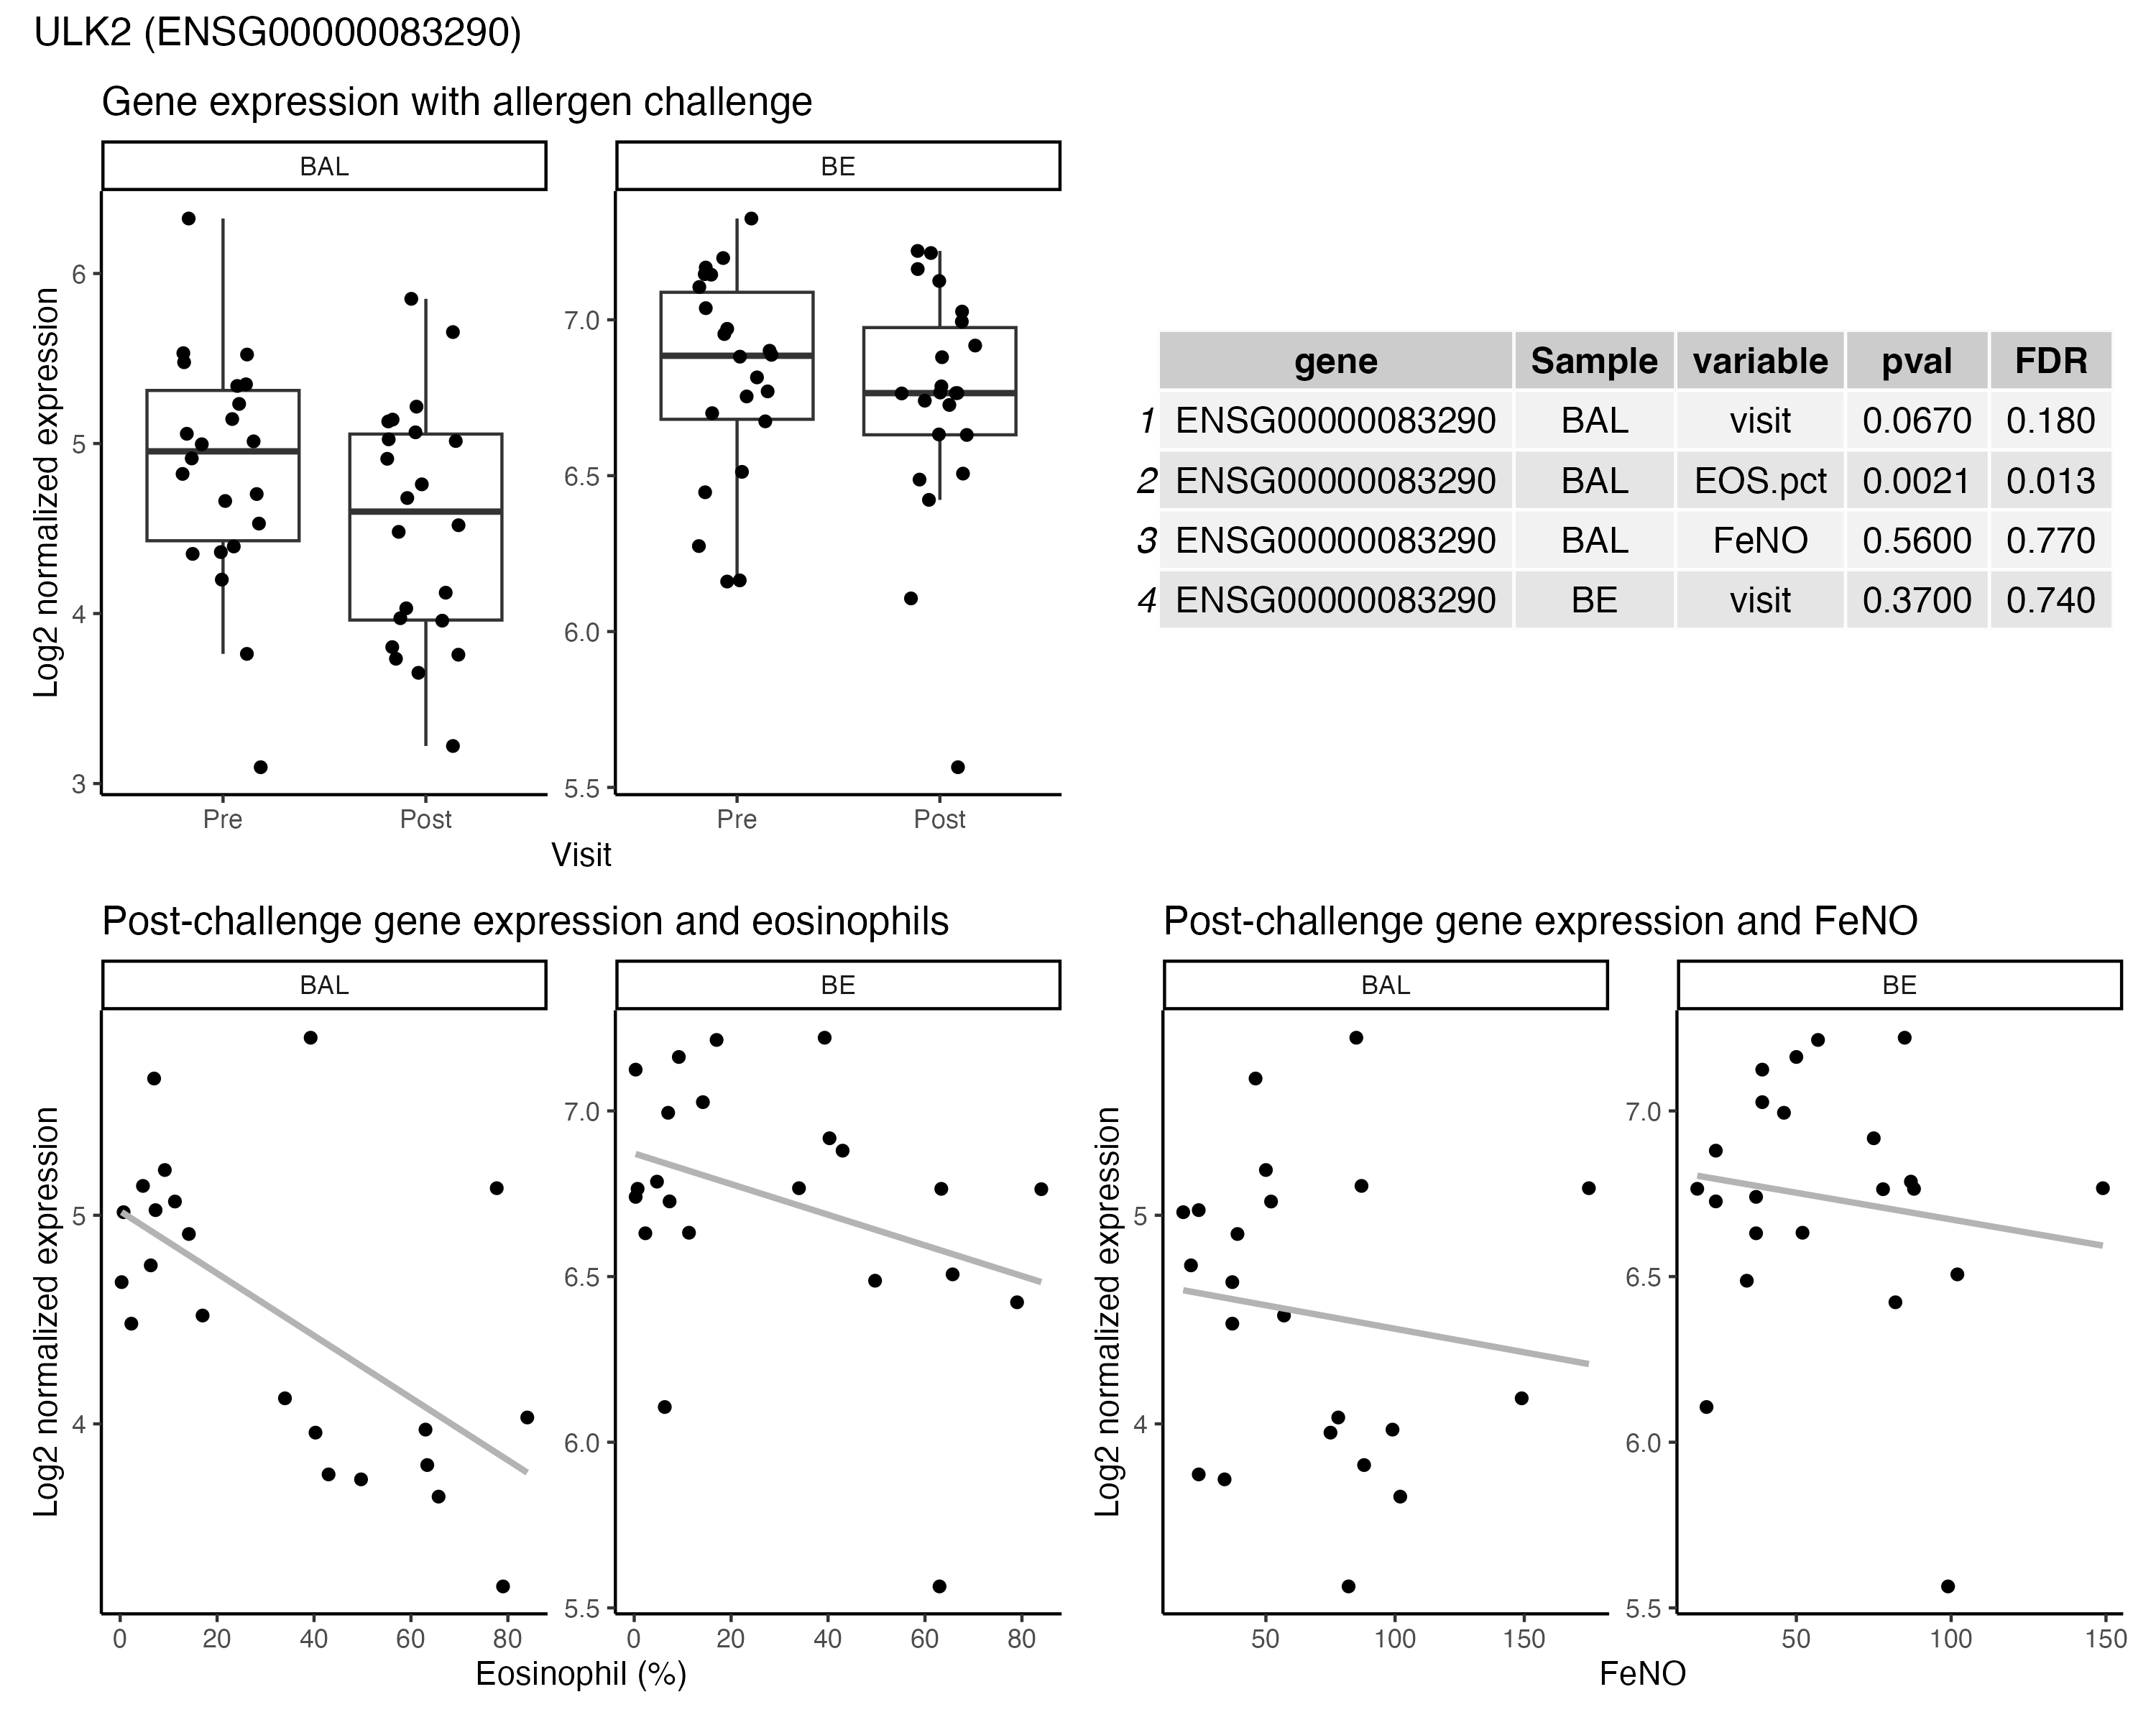 ULK2 (ENSG00000083290)
Gene expression with allergen challenge
BAL
BE
Log2 normalized expression
6
5
4
3
7.0
6.5
6.0
5.5
Pre
Post
Pre
Post
Visit
gene Sample variable pval FDR
1 ENSG00000083290 BAL visit 0.0670 0.180
2 ENSG00000083290 BAL EOS.pct 0.0021 0.013
3 ENSG00000083290 BAL FeNO 0.5600 0.770
4 ENSG00000083290 BE visit 0.3700 0.740
Post-challenge gene expression and eosinophils
BAL
BE
Log2 normalized expression
5
4
7.0
6.5
6.0
5.5
0 20 40 60 80
0 20 40 60 80
Eosinophil (%)
Post-challenge gene expression and FeNO
BAL
BE
Log2 normalized expression
5
4
7.0
6.5
6.0
5.5
50 100 150
50 100 150
FeNO